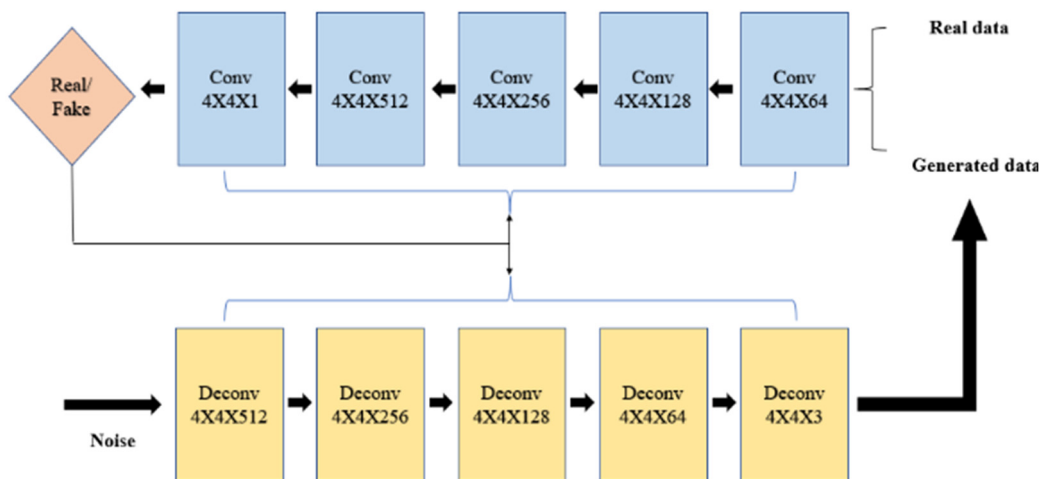 Real data
Real/
Fake
Conv
4X4X1
Conv
4X4X512
Conv
4X4X256
Conv
4X4X128
Conv
4X4X64
Generated data
Deconv
4X4X512
Deconv
4X4X256
Deconv
4X4X128
Deconv
4X4X64
Deconv
4X4X3
Noise